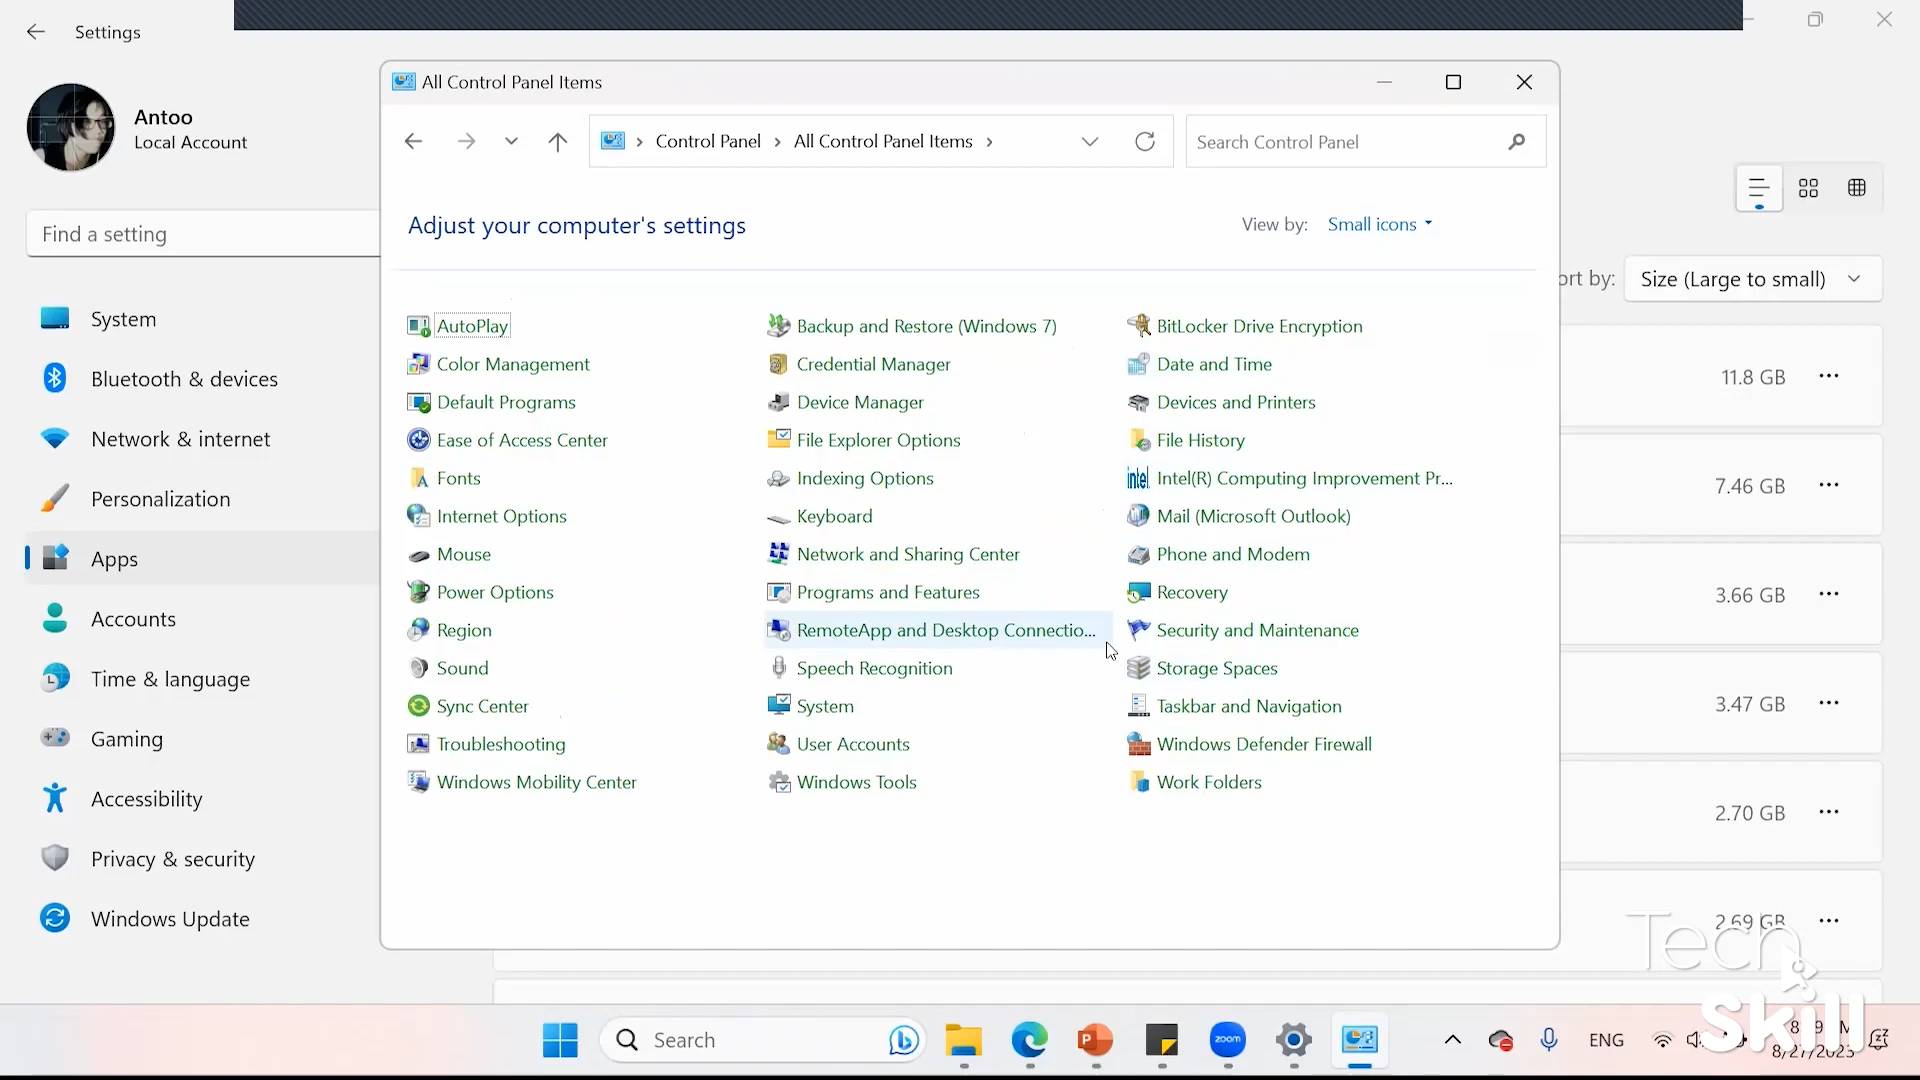 Settings
Antoo
Local Account
Find a setting
System
Bluetooth & devices
Network & internet
Personalization
Apps
Accounts
Time & language
Gaming
Accessibility
Privacy & security
Windows Update
All Control Panel Items
Control Panel
All Control Panel Items
Search Control Panel
Adjust your computer's settings
View by:
Small icons
AutoPlay
Backup and Restore (Windows 7)
BitLocker Drive Encryption
Color Management
Credential Manager
Date and Time
Default Programs
Device Manager
Devices and Printers
Ease of Access Center
File Explorer Options
File History
Fonts
Indexing Options
Intel(R) Computing Improvement Pr...
Internet Options
Keyboard
Mail (Microsoft Outlook)
Mouse
Network and Sharing Center
Phone and Modem
Power Options
Programs and Features
Recovery
Region
RemoteApp and Desktop Connectio...
Security and Maintenance
Sound
Speech Recognition
Storage Spaces
Sync Center
System
Taskbar and Navigation
Troubleshooting
User Accounts
Windows Defender Firewall
Windows Mobility Center
Windows Tools
Work Folders
ort by:
Size (Large to small)
11.8 GB
7.46 GB
3.66 GB
3.47 GB
2.70 GB
2.69 GB
Tech
Skill
Search
zoom
ENG
8/27/2023